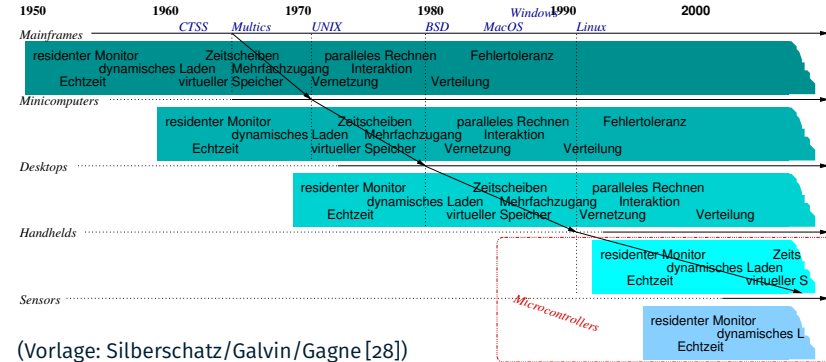 1950 1960 1970 1980 1990 2000
CTSS Multics UNIX BSD MacOS Windows Linux
Mainframes
residenter Monitor Zeitscheiben paralleles Rechnen Fehlertoleranz
dynamisches Laden Mehrfachzugang Interaktion
Echtzeit virtueller Speicher Vernetzung Verteilung
Minicomputers
residenter Monitor Zeitscheiben paralleles Rechnen Fehlertoleranz
dynamisches Laden Mehrfachzugang Interaktion
Echtzeit virtueller Speicher Vernetzung Verteilung
Desktops
residenter Monitor Zeitscheiben paralleles Rechnen
dynamisches Laden Mehrfachzugang Interaktion
Echtzeit virtueller Speicher Vernetzung Verteilung
Handhelds
residenter Monitor Zeits
dynamisches Laden
Echtzeit virtueller S
Sensors
Microcontrollers
residenter Monitor
dynamisches L
Echtzeit
(Vorlage: Silberschatz/Galvin/Gagne [28])